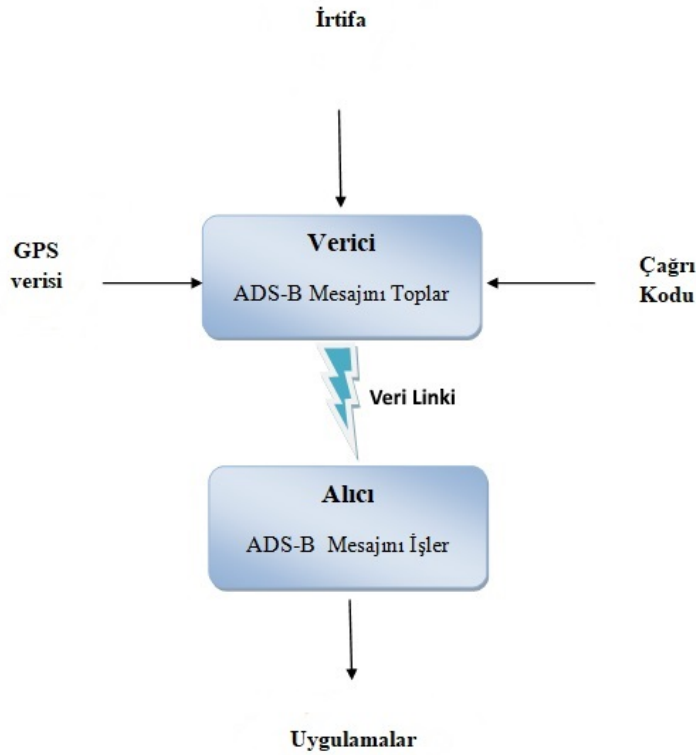 İrtifa
GPS
verisi
Verici
ADS-B Mesajını Toplar
Çağrı
Kodu
Veri Linki
Alıcı
ADS-B Mesajını İşler
Uygulamalar